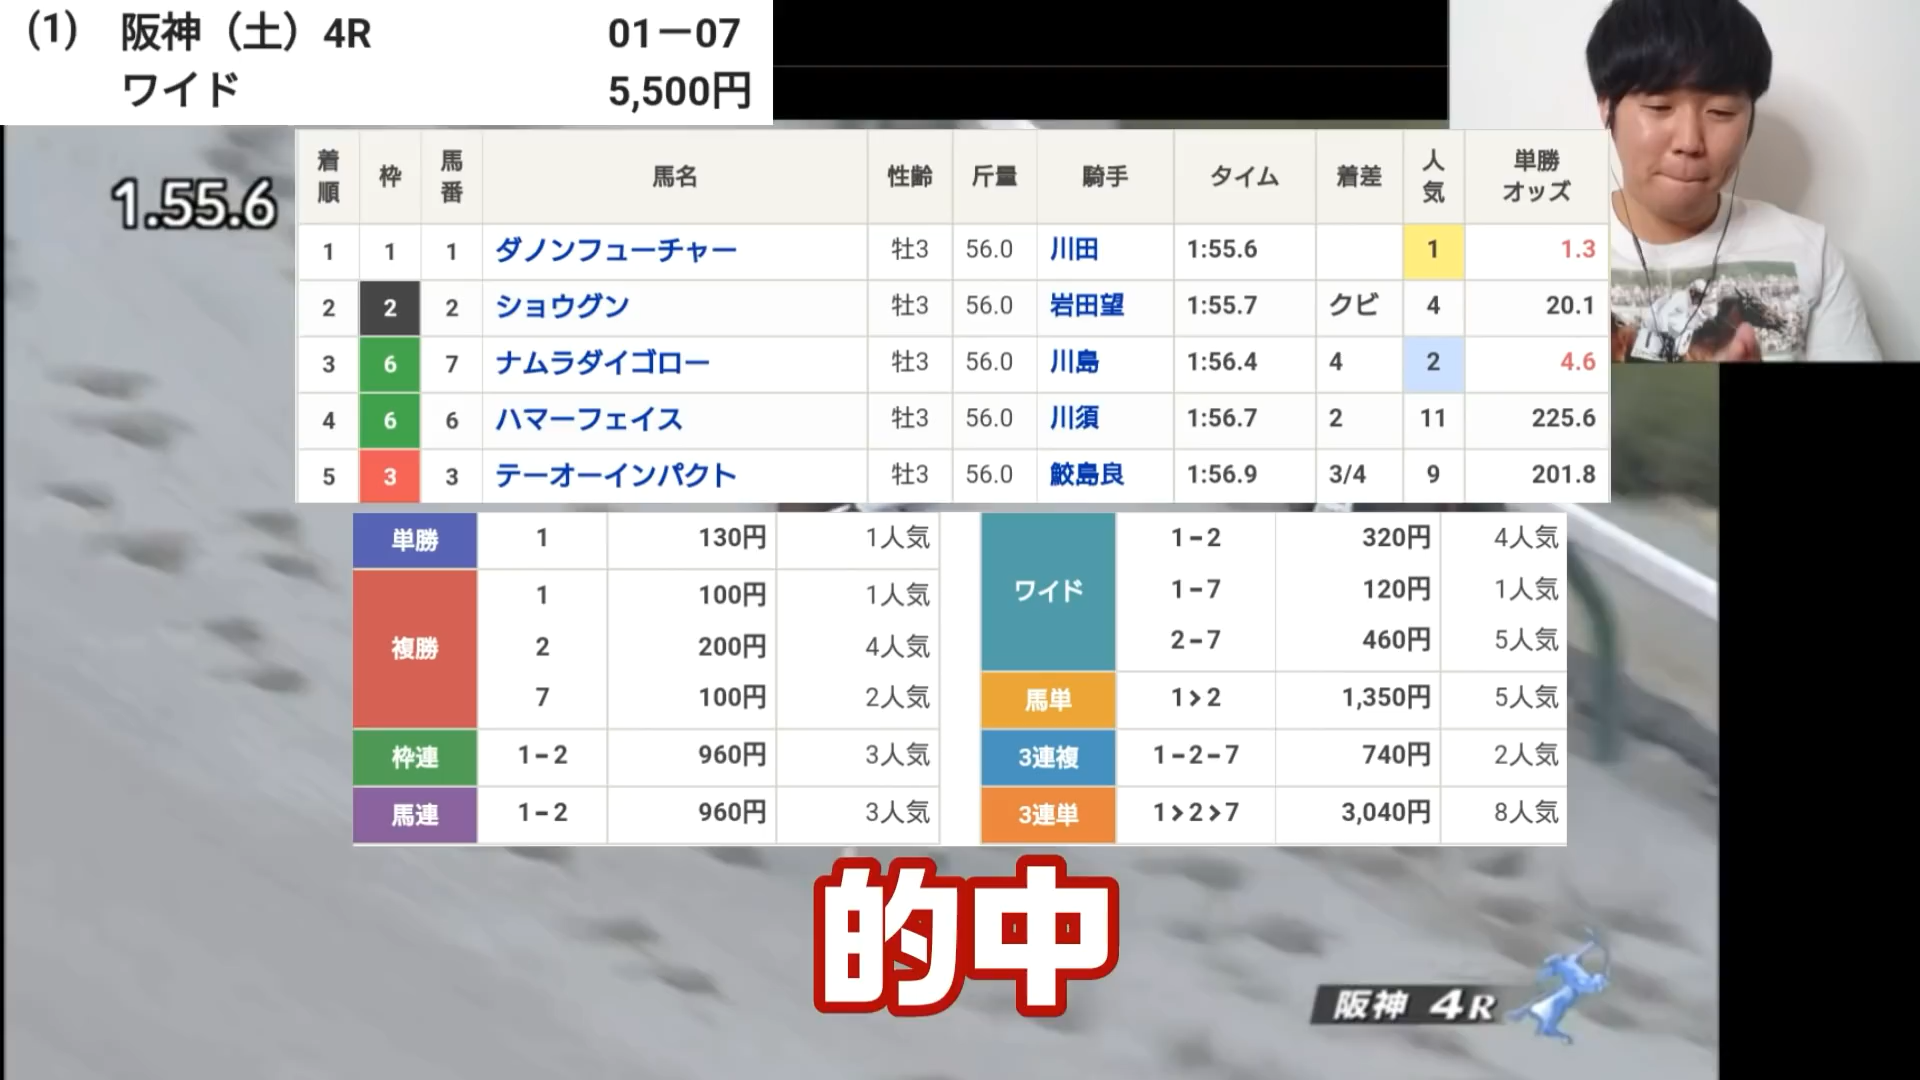 (1) 阪神（土）4R 01－07
ワイド 5,500円
1.55.6
着順 枠 馬番 馬名 性齢 斤量 騎手 タイム 着差 人気 単勝オッズ
1 1 1 ダノンフューチャー 牡3 56.0 川田 1:55.6 1 1.3
2 2 2 ショウグン 牡3 56.0 岩田望 1:55.7 クビ 4 20.1
3 6 7 ナムラダイゴロー 牡3 56.0 川島 1:56.4 4 2 4.6
4 6 6 ハマーフェイス 牡3 56.0 川須 1:56.7 2 11 225.6
5 3 3 テーオーインパクト 牡3 56.0 鮫島良 1:56.9 3/4 9 201.8
単勝 1 130円 1人気
複勝 1 100円 1人気
2 200円 4人気
7 100円 2人気
枠連 1-2 960円 3人気
馬連 1-2 960円 3人気
ワイド 1-2 320円 4人気
1-7 120円 1人気
2-7 460円 5人気
馬単 1>2 1,350円 5人気
3連複 1-2-7 740円 2人気
3連単 1>2>7 3,040円 8人気
的中
阪神 4R